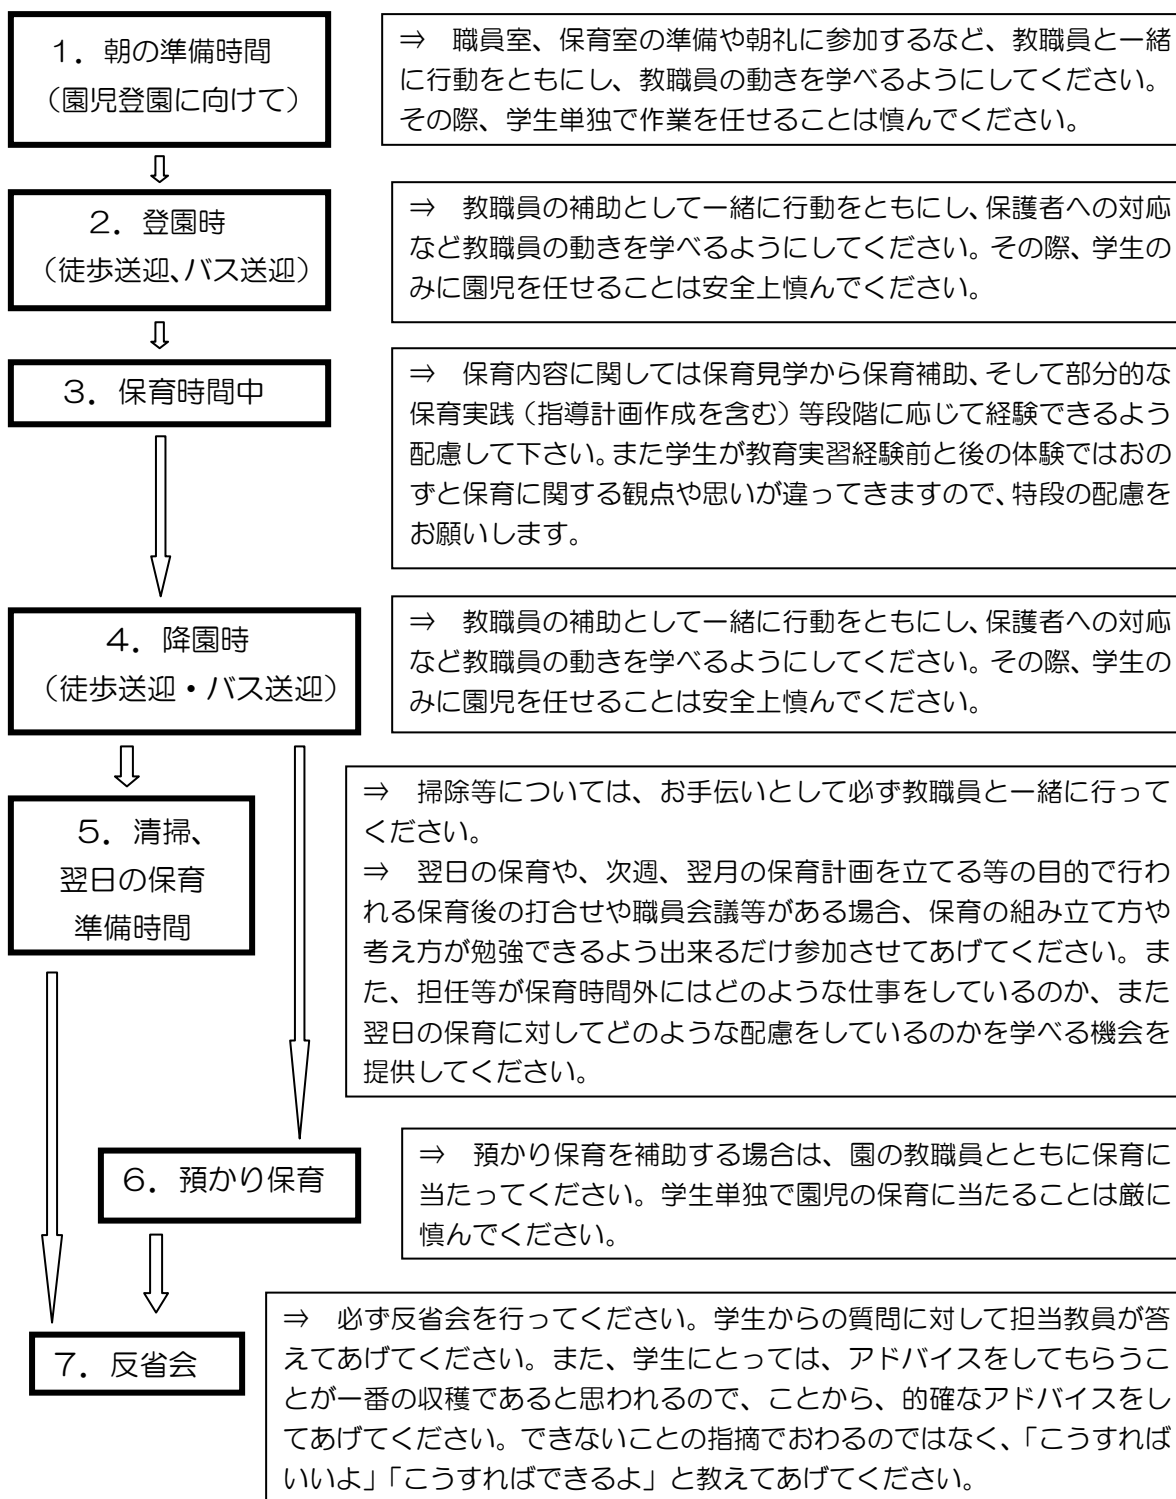 1．朝の準備時間
（園児登園に向けて）
⇒　職員室、保育室の準備や朝礼に参加するなど、教職員と一緒
に行動をともにし、教職員の動きを学べるようにしてください。
その際、学生単独で作業を任せることは慎んでください。
⇩
2．登園時
（徒歩送迎、バス送迎）
⇒　教職員の補助として一緒に行動をともにし、保護者への対応
など教職員の動きを学べるようにしてください。その際、学生の
みに園児を任せることは安全上慎んでください。
⇩
3．保育時間中
⇒　保育内容に関しては保育見学から保育補助、そして部分的な
保育実践（指導計画作成を含む）等段階に応じて経験できるよう
配慮して下さい。また学生が教育実習経験前と後の体験ではおの
ずと保育に関する観点や思いが違ってきますので、特段の配慮を
お願いします。
4．降園時
（徒歩送迎・バス送迎）
⇒　教職員の補助として一緒に行動をともにし、保護者への対応
など教職員の動きを学べるようにしてください。その際、学生の
みに園児を任せることは安全上慎んでください。
5．清掃、
翌日の保育
準備時間
⇒　掃除等については、お手伝いとして必ず教職員と一緒に行って
ください。
⇒　翌日の保育や、次週、翌月の保育計画を立てる等の目的で行わ
れる保育後の打合せや職員会議等がある場合、保育の組み立て方や
考え方が勉強できるよう出来るだけ参加させてあげてください。ま
た、担任等が保育時間外にはどのような仕事をしているのか、また
翌日の保育に対してどのような配慮をしているのかを学べる機会を
提供してください。
6．預かり保育
⇒　預かり保育を補助する場合は、園の教職員とともに保育に
当たってください。学生単独で園児の保育に当たることは厳に
慎んでください。
7．反省会
⇒　必ず反省会を行ってください。学生からの質問に対して担当教員が答
えてあげてください。また、学生にとっては、アドバイスをしてもらうこ
とが一番の収穫であると思われるので、ことから、的確なアドバイスをし
てあげてください。できないことの指摘でおわるのではなく、「こうすれば
いいよ」「こうすればできるよ」と教えてあげてください。